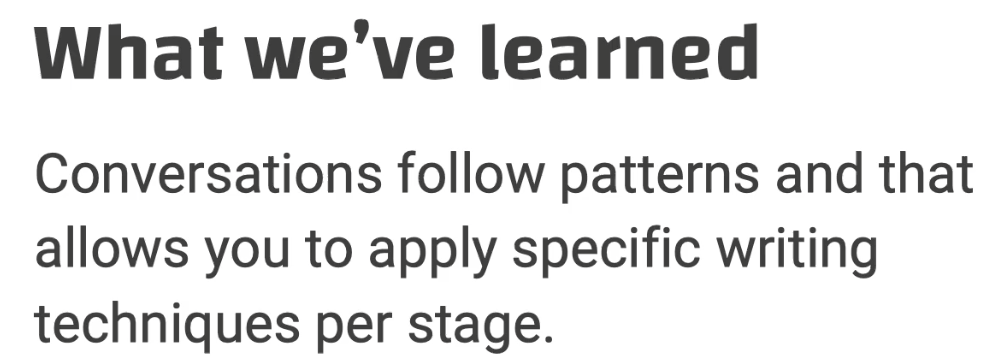 What we’ve learned
Conversations follow patterns and that
allows you to apply specific writing
techniques per stage.